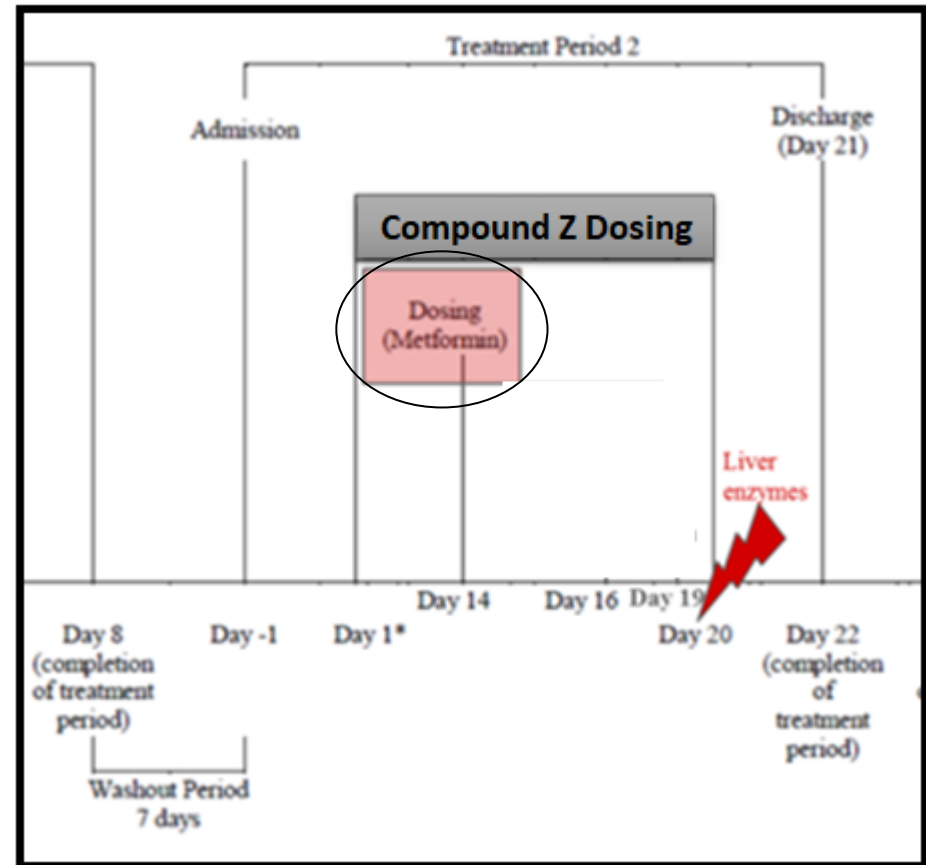 Treatment Period 2
Admission
Discharge
(Day 21)
Compound Z Dosing
Dosing
(Metformin)
Liver
enzymes
Day 14
Day 16
Day 19
Day 8
(completion
of treatment
period)
Day -1
Day 1*
Day 20
Day 22
(completion
of
treatment
period)
Washout Period
7 days